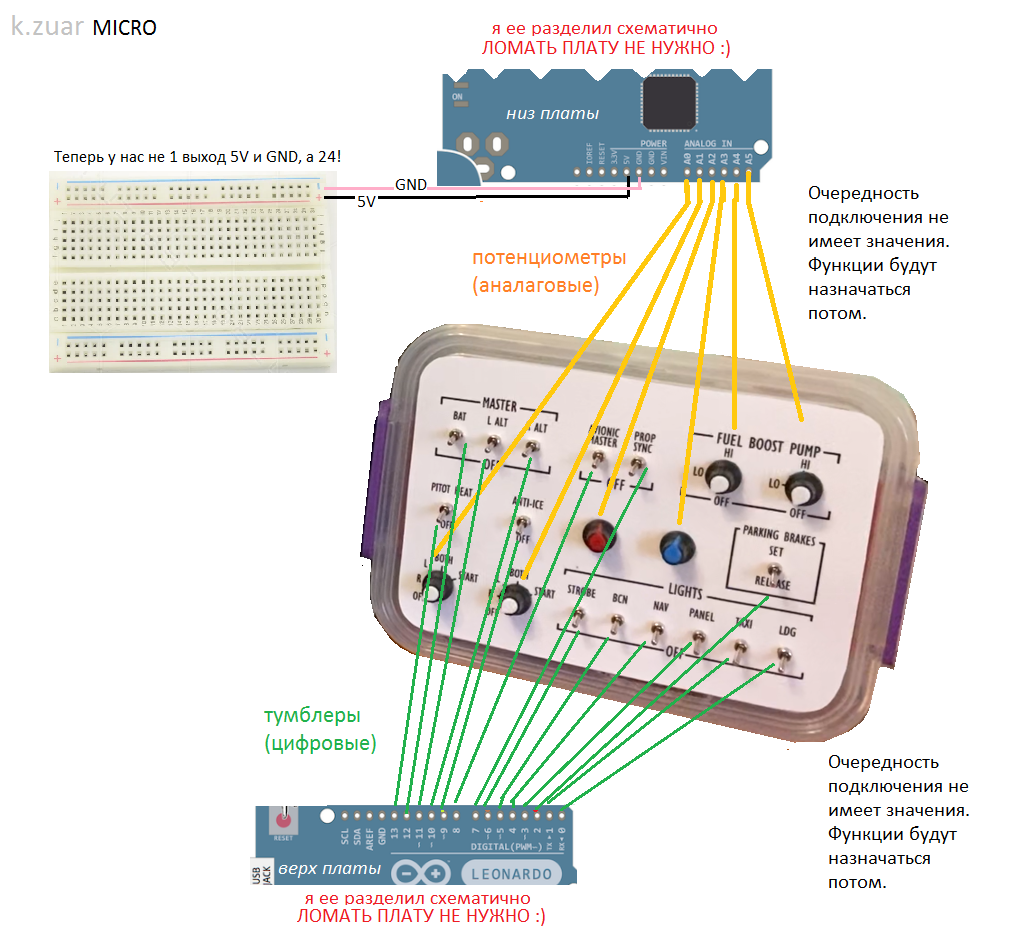 k.zuar MICRO
я ее разделил схематично
ЛОМАТЬ ПЛАТУ НЕ НУЖНО :)
ON
низ платы
POWER
ANALOG IN
IOREF
RESET
3.3V
5V
GND
GND
VIN
A0
A1
A2
A3
A4
A5
Теперь у нас не 1 выход 5V и GND, а 24!
GND
5V
Очередность
подключения не
имеет значения.
Функции будут
назначаться
потом.
потенциометры
(аналаговые)
MASTER
BAT
L ALT
ALT
OFF
AVIONIC
MASTER
PROP
SYNC
OFF
FUEL BOOST PUMP
HI
LO
OFF
HI
LO
OFF
PITOT HEAT
OFF
ANTI-ICE
OFF
PARKING BRAKES
SET
RELEASE
L
BOTH
R
START
OFF
BOTH
R
START
OFF
LIGHTS
STROBE
BCN
NAV
PANEL
TAXI
LDG
OFF
тумблеры
(цифровые)
Очередность
подключения не
имеет значения.
Функции будут
назначаться
потом.
RESET
SCL
SDA
AREF
GND
13
12
~11
~10
~9
8
7
~6
~5
4
~3
2
TX→1
RX←0
DIGITAL(PWM~)
USB
JACK
верх платы
LEONARDO
я ее разделил схематично
ЛОМАТЬ ПЛАТУ НЕ НУЖНО :)